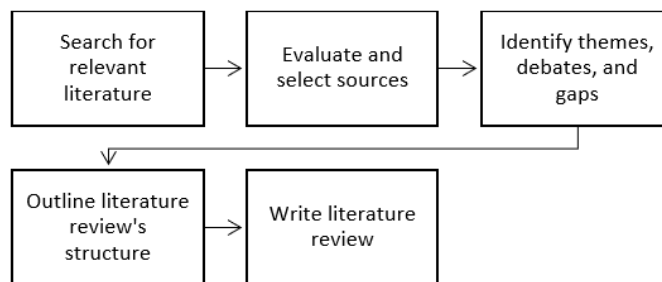 Search for
relevant
literature
Evaluate and
select sources
Identify themes,
debates, and
gaps
Outline literature
review's
structure
Write literature
review